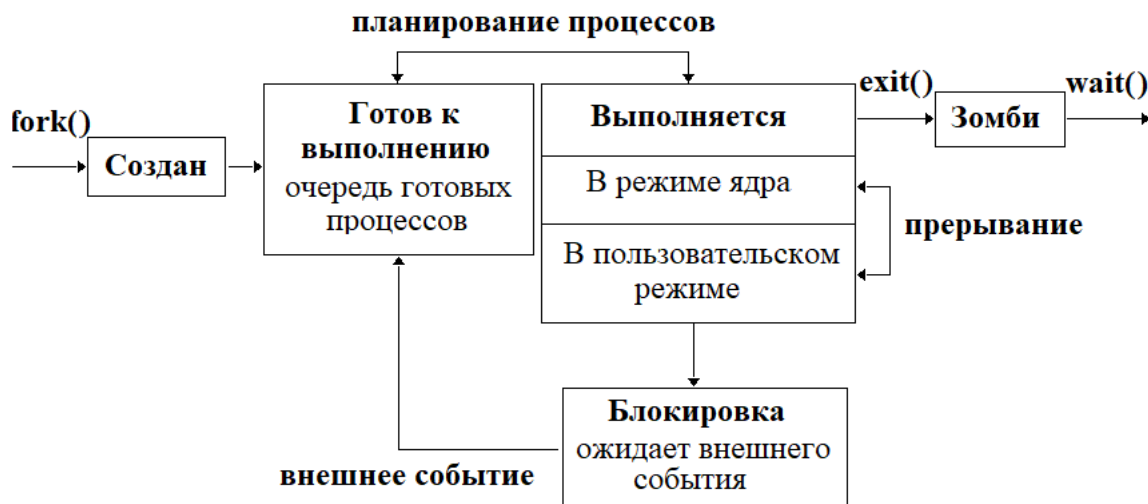 планирование процессов
fork()
Создан
Готов к
выполнению
очередь готовых
процессов
Выполняется
В режиме ядра
В пользовательском
режиме
прерывание
exit()
Зомби
wait()
Блокировка
ожидает внешнего
события
внешнее событие